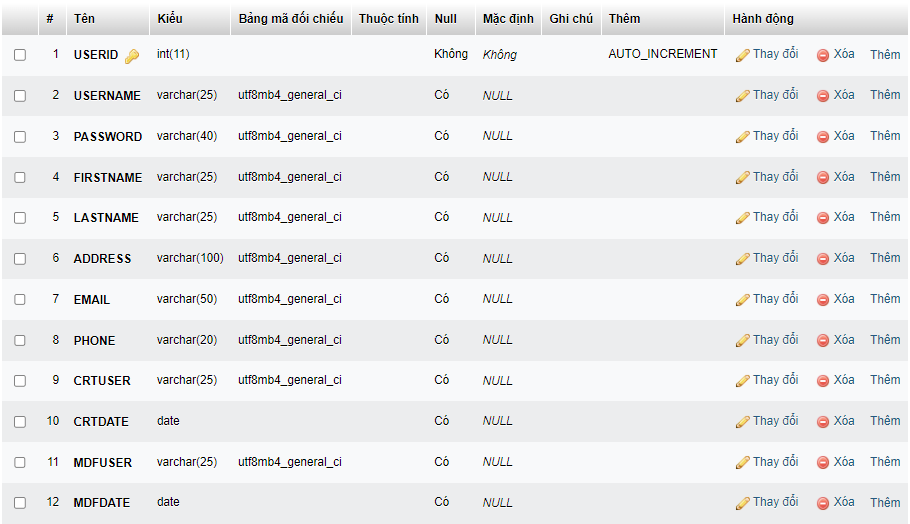 # Tên Kiểu Bảng mã đối chiếu Thuộc tính Null Mặc định Ghi chú Thêm Hành động
1 USERID int(11) Không Không AUTO_INCREMENT Thay đổi Xóa Thêm
2 USERNAME varchar(25) utf8mb4_general_ci Có NULL Thay đổi Xóa Thêm
3 PASSWORD varchar(40) utf8mb4_general_ci Có NULL Thay đổi Xóa Thêm
4 FIRSTNAME varchar(25) utf8mb4_general_ci Có NULL Thay đổi Xóa Thêm
5 LASTNAME varchar(25) utf8mb4_general_ci Có NULL Thay đổi Xóa Thêm
6 ADDRESS varchar(100) utf8mb4_general_ci Có NULL Thay đổi Xóa Thêm
7 EMAIL varchar(50) utf8mb4_general_ci Có NULL Thay đổi Xóa Thêm
8 PHONE varchar(20) utf8mb4_general_ci Có NULL Thay đổi Xóa Thêm
9 CRTUSER varchar(25) utf8mb4_general_ci Có NULL Thay đổi Xóa Thêm
10 CRTDATE date Có NULL Thay đổi Xóa Thêm
11 MDFUSER varchar(25) utf8mb4_general_ci Có NULL Thay đổi Xóa Thêm
12 MDFDATE date Có NULL Thay đổi Xóa Thêm